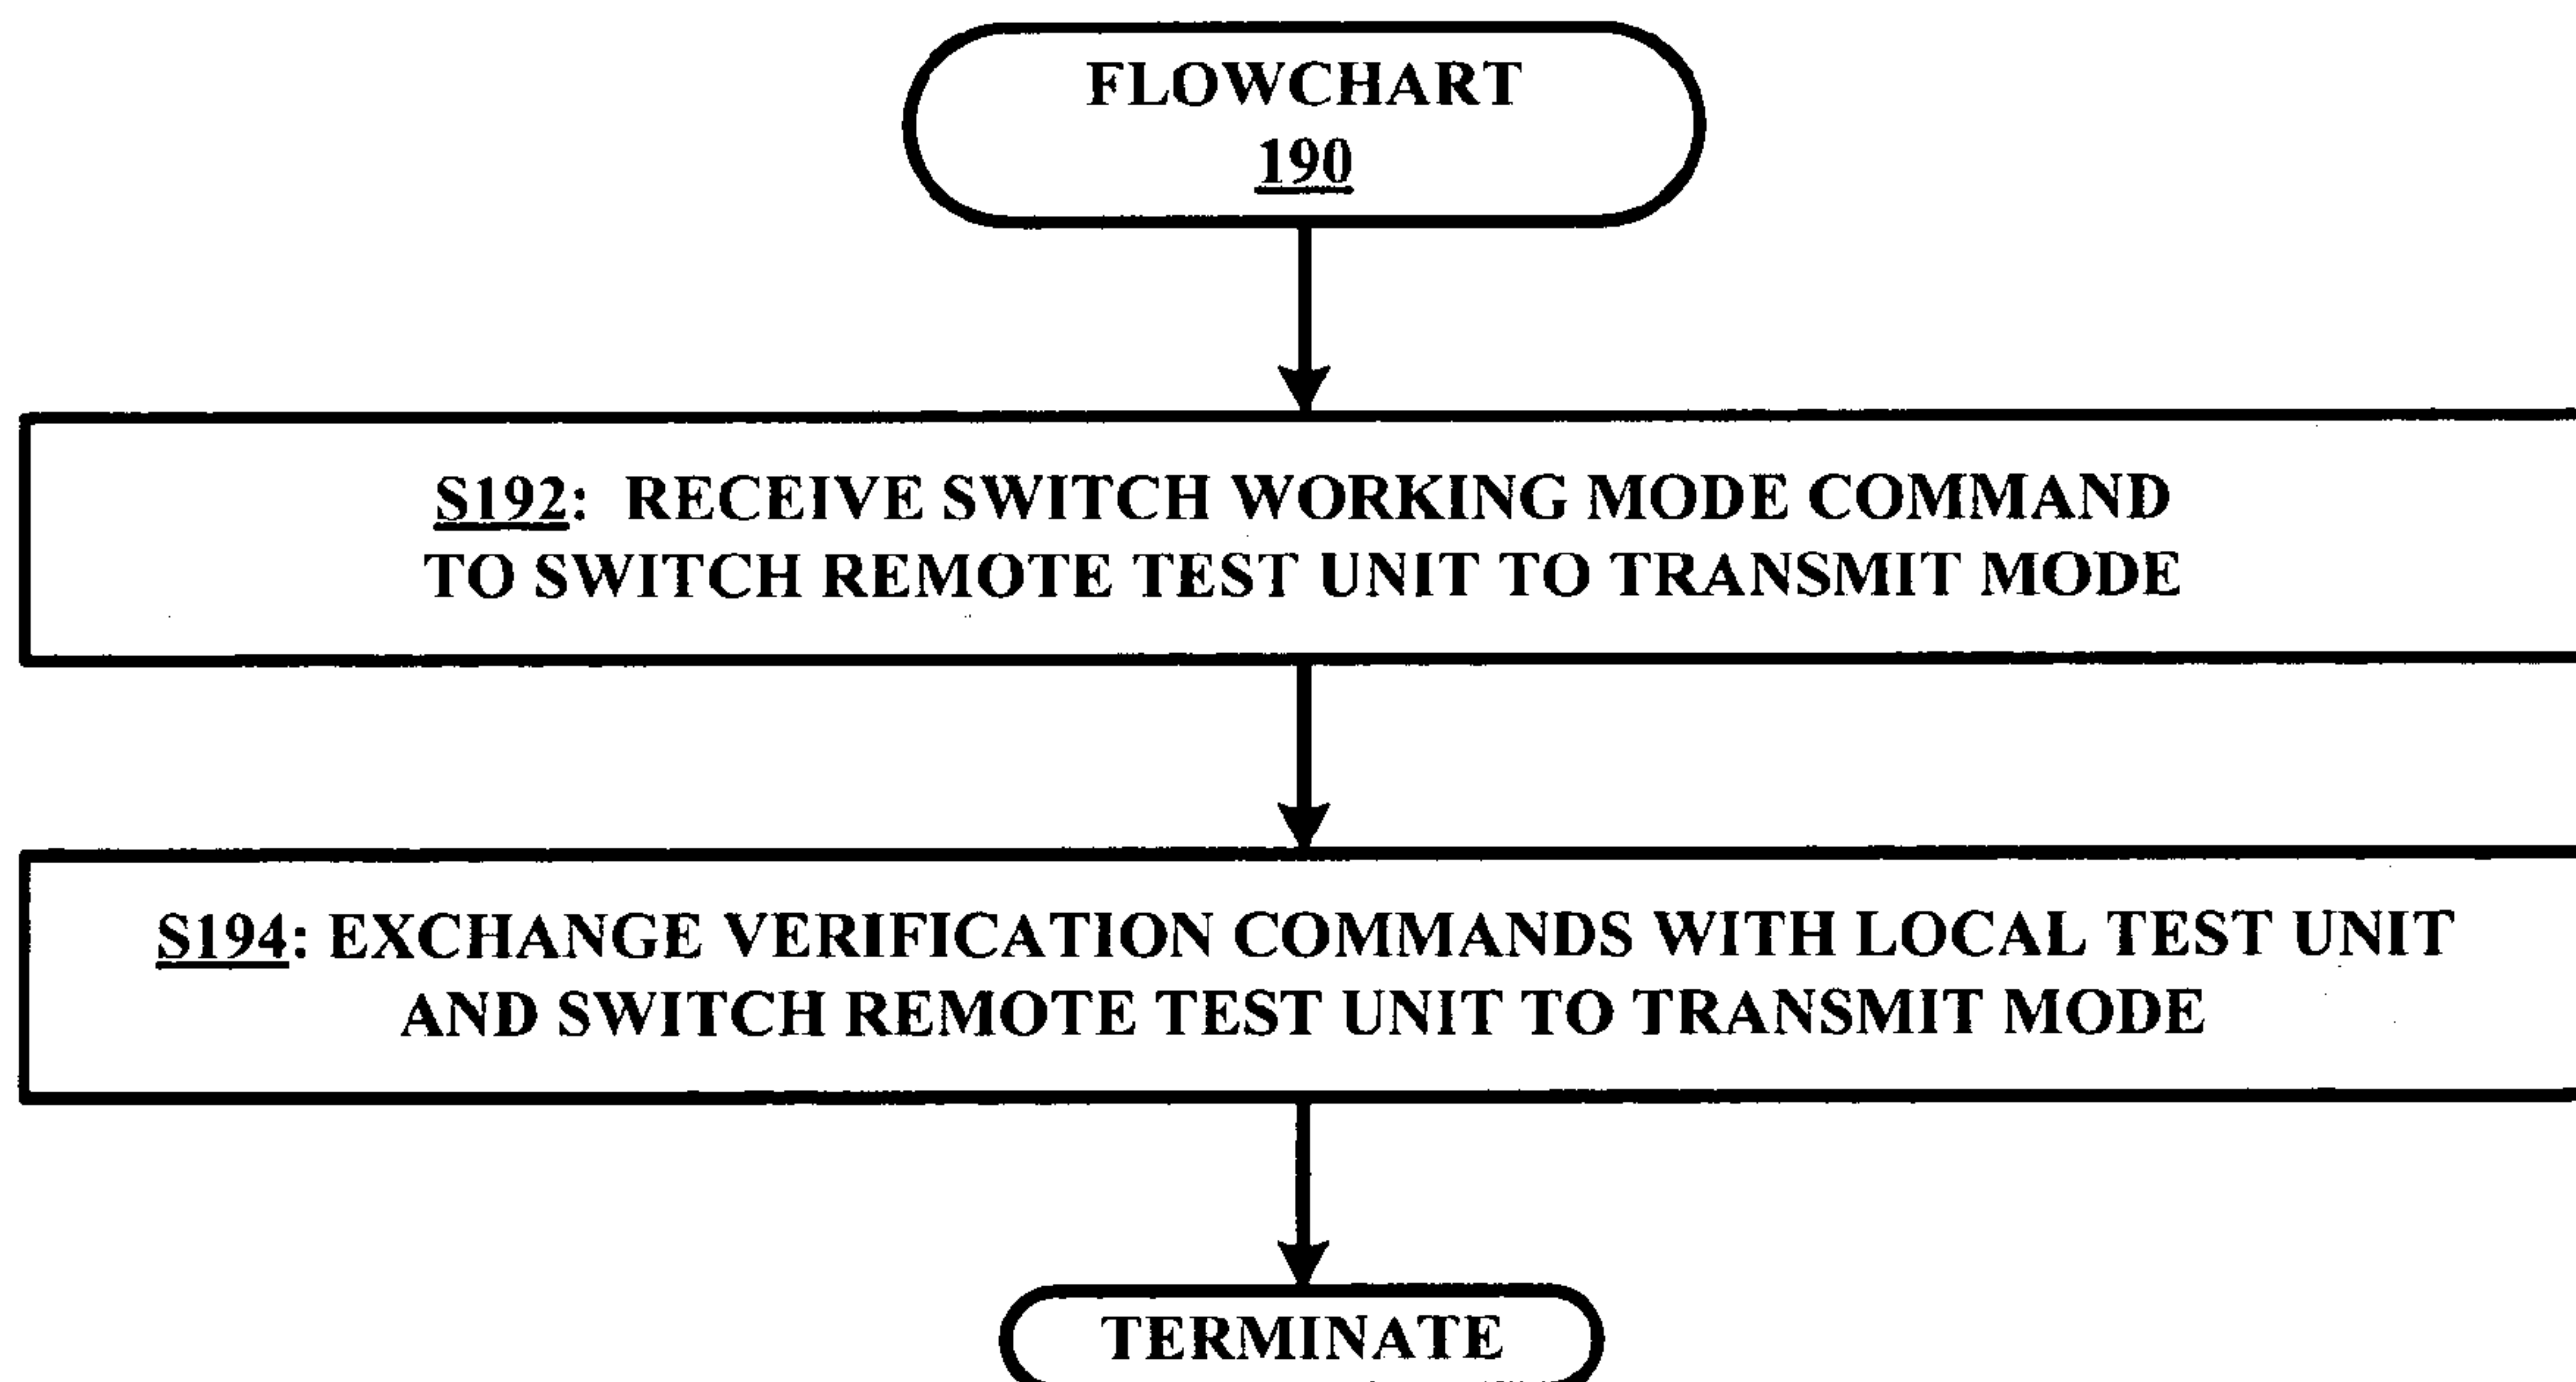 FLOWCHART
190
S192: RECEIVE SWITCH WORKING MODE COMMAND
TO SWITCH REMOTE TEST UNIT TO TRANSMIT MODE
S194: EXCHANGE VERIFICATION COMMANDS WITH LOCAL TEST UNIT
AND SWITCH REMOTE TEST UNIT TO TRANSMIT MODE
TERMINATE